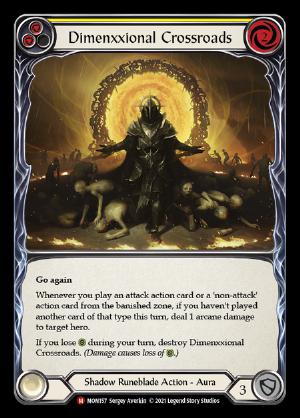 Dimenxxional Crossroads
2
Go again
Whenever you play an attack action card or a 'non-attack'
action card from the banished zone, if you haven't played
another card of that type this turn, deal 1 arcane damage
to target hero.
If you lose during your turn, destroy Dimenxxional
Crossroads. (Damage causes loss of .)
Shadow Runeblade Action - Aura
3
M MON157 Sergey Averkin © 2021 Legend Story Studios